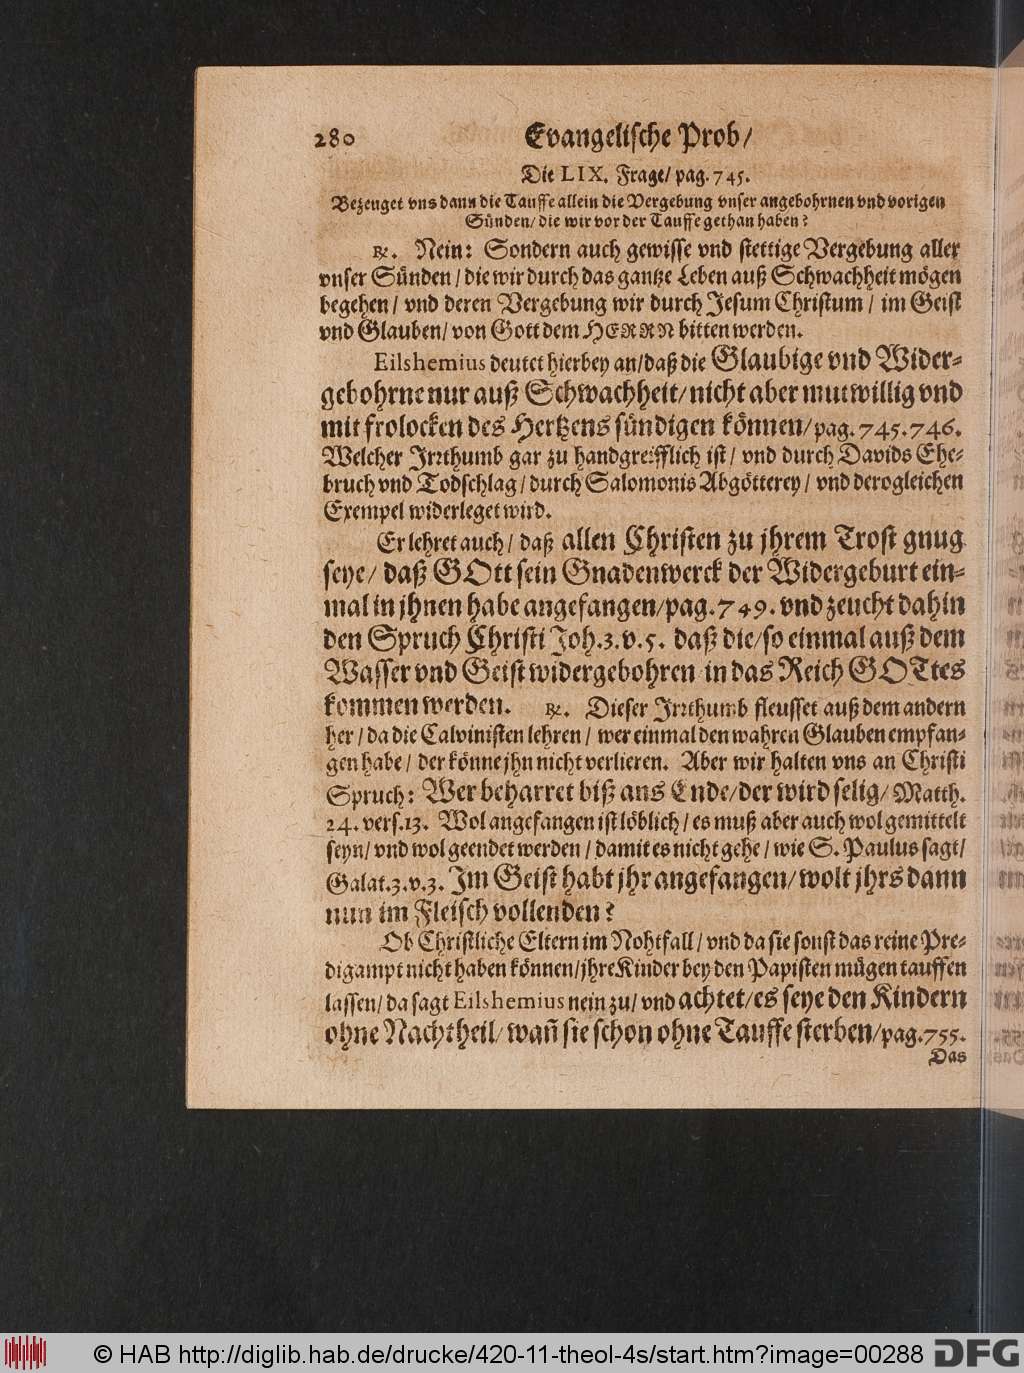 280 Evangelische Prob/
Die LIX. Frage/ pag. 745.
Bezeuget vns dann die Tauffe allein die Vergebung vnser angebohrnen vnd vorigen
Sünden/ die wir vor der Tauffe gethan haben?
℞. Nein: Sondern auch gewisse vnd stettige Vergebung aller
vnser Sünden/ die wir durch das gantze Leben auß Schwachheit mögen
begehen/ vnd deren Vergebung wir durch Jesum Christum/ im Geist
vnd Glauben/ von Gott dem HERRN bitten werden.
Eilshemius deutet hierbey an/ daß die Glaubige vnd Wider-
gebohrne nur auß Schwachheit/ nicht aber mutwillig vnd
mit frolocken des Hertzens sündigen können/ pag. 745. 746.
Welcher Irrthumb gar zu handgreifflich ist/ vnd durch Davids Ehe-
bruch vnd Todschlag/ durch Salomonis Abgötterey/ vnd derogleichen
Exempel widerleget wird.
Er lehret auch/ daß allen Christen zu jhrem Trost gnug
seye/ daß GOtt sein Gnadenwerck der Widergeburt ein-
mal in jhnen habe angefangen/ pag. 749. vnd zeucht dahin
den Spruch Christi Joh. 3. v. 5. daß die/ so einmal auß dem
Wasser vnd Geist widergebohren in das Reich GOTtes
kommen werden. ℞. Dieser Irrthumb fleusset auß dem andern
her/ da die Calvinisten lehren/ wer einmal den wahren Glauben empfan-
gen habe/ der könne jhn nicht verlieren. Aber wir halten vns an Christi
Spruch: Wer beharret biß ans Ende/ der wird selig/ Matth.
24. vers. 13. Wol angefangen ist löblich/ es muß aber auch wol gemittelt
seyn/ vnd wol geendet werden/ damit es nicht gehe/ wie S. Paulus sagt/
Galat. 3. v. 3. Im Geist habt jhr angefangen/ wolt jhrs dann
nun im Fleisch vollenden?
Ob Christliche Eltern im Nohtfall/ vnd da sie sonst das reine Pre-
digampt nicht haben können/ jhre Kinder bey den Papisten mügen tauffen
lassen/ da sagt Eilshemius nein zu/ vnd achtet/ es seye den Kindern
ohne Nachtheil/ wañ sie schon ohne Tauffe sterben/ pag. 755.
Das
© HAB http://diglib.hab.de/drucke/420-11-theol-4s/start.htm?image=00288 DFG